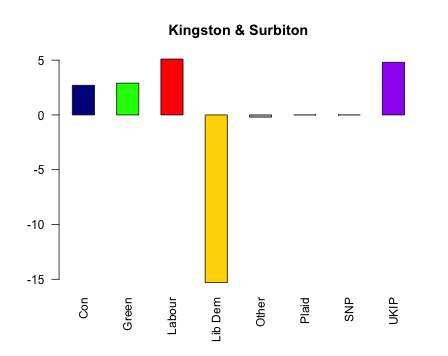 Kingston & Surbiton
5
0
-5
-10
-15
Con
Green
Labour
Lib Dem
Other
Plaid
SNP
UKIP